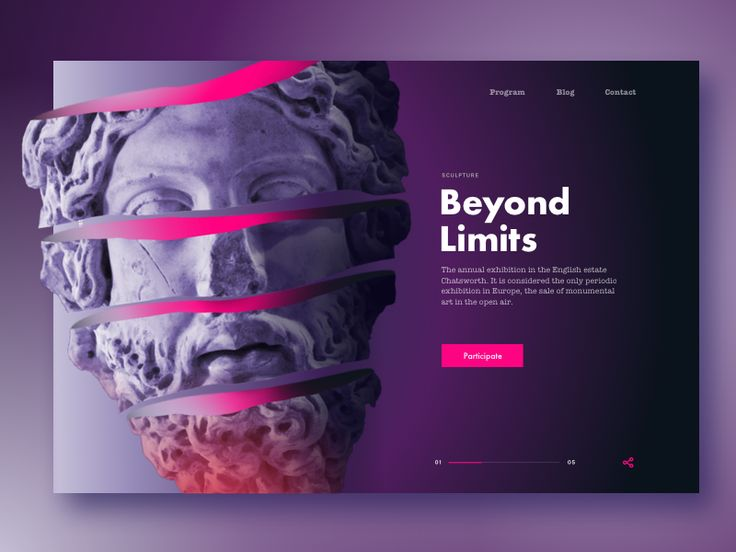 Program Blog Contact
SCULPTURE
Beyond
Limits
The annual exhibition in the English estate
Chatsworth. It is considered the only periodic
exhibition in Europe, the sale of monumental
art in the open air.
Participate
01 05